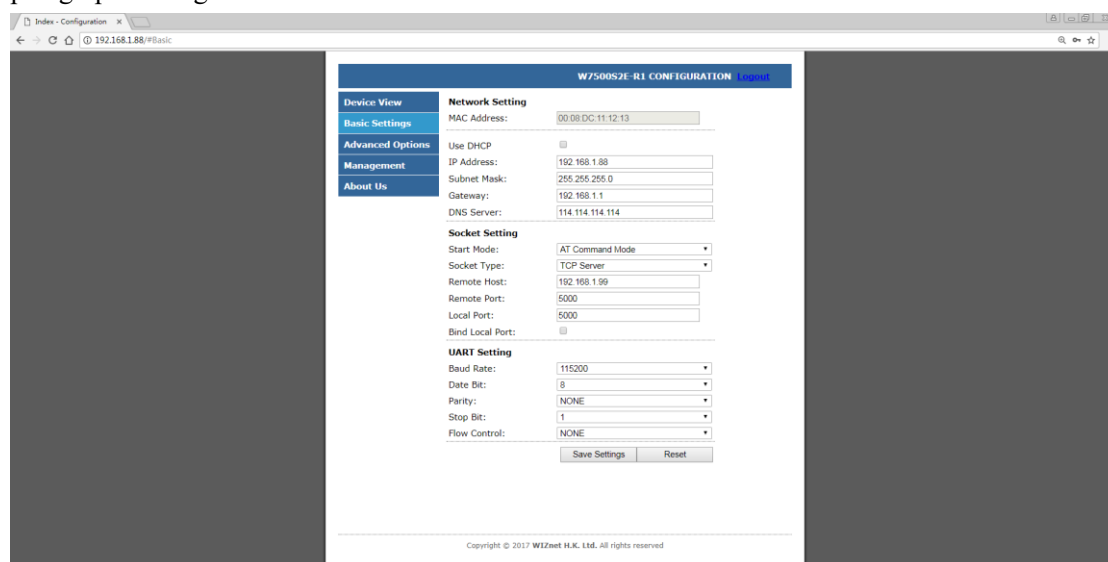 Index - Configuration
192.168.1.88/#Basic
W7500S2E-R1 CONFIGURATION Logout
Device View
Basic Settings
Advanced Options
Management
About Us
Network Setting
MAC Address: 00:08:DC:11:12:13
Use DHCP
IP Address: 192.168.1.88
Subnet Mask: 255.255.255.0
Gateway: 192.168.1.1
DNS Server: 114.114.114.114
Socket Setting
Start Mode: AT Command Mode
Socket Type: TCP Server
Remote Host: 192.168.1.99
Remote Port: 5000
Local Port: 5000
Bind Local Port:
UART Setting
Baud Rate: 115200
Date Bit: 8
Parity: NONE
Stop Bit: 1
Flow Control: NONE
Save Settings Reset
Copyright © 2017 WIZnet H.K. Ltd. All rights reserved